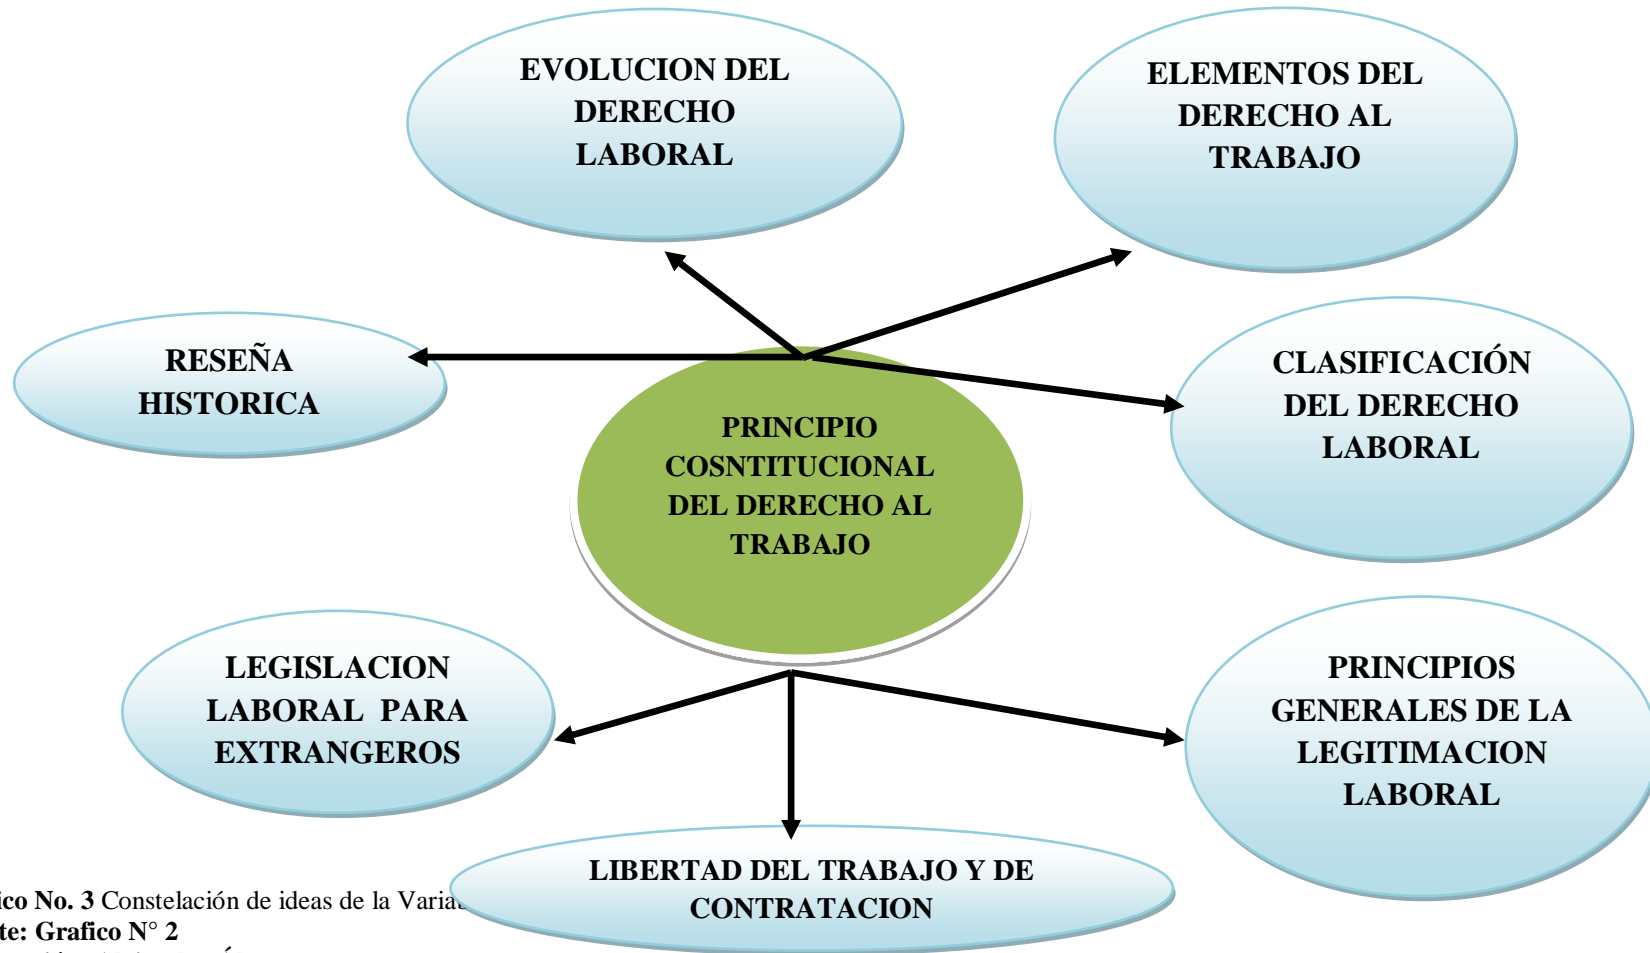 EVOLUCION DEL
DERECHO
LABORAL
ELEMENTOS DEL
DERECHO AL
TRABAJO
RESEÑA
HISTORICA
CLASIFICACIÓN
DEL DERECHO
LABORAL
PRINCIPIO
COSNTITUCIONAL
DEL DERECHO AL
TRABAJO
LEGISLACION
LABORAL PARA
EXTRANGEROS
PRINCIPIOS
GENERALES DE LA
LEGITIMACION
LABORAL
LIBERTAD DEL TRABAJO Y DE
CONTRATACION
ico No. 3 Constelación de ideas de la
te: Grafico N° 2